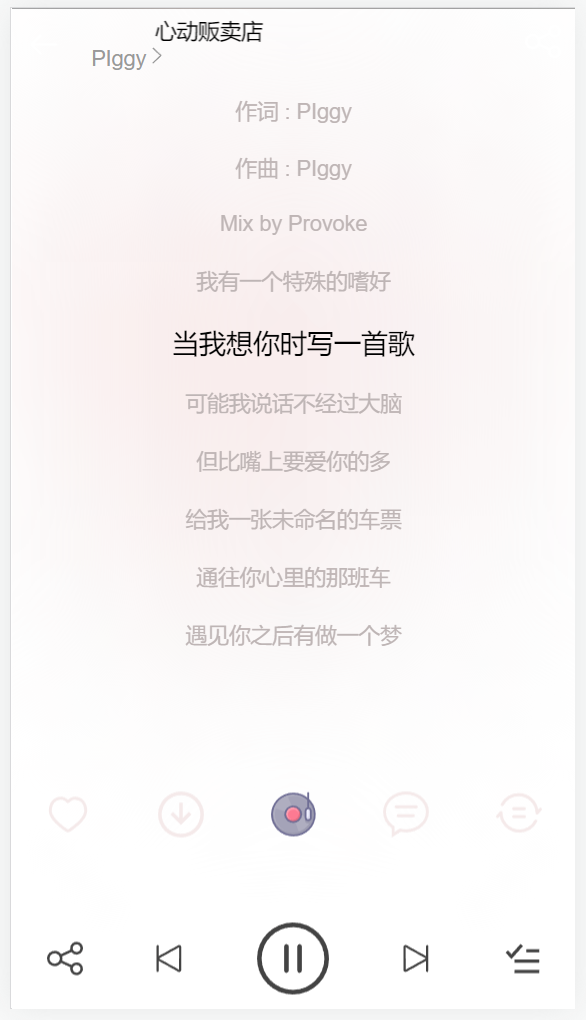 心动贩卖店
PIggy
作词 : PIggy
作曲 : PIggy
Mix by Provoke
我有一个特殊的嗜好
当我想你时写一首歌
可能我说话不经过大脑
但比嘴上要爱你的多
给我一张未命名的车票
通往你心里的那班车
遇见你之后有做一个梦